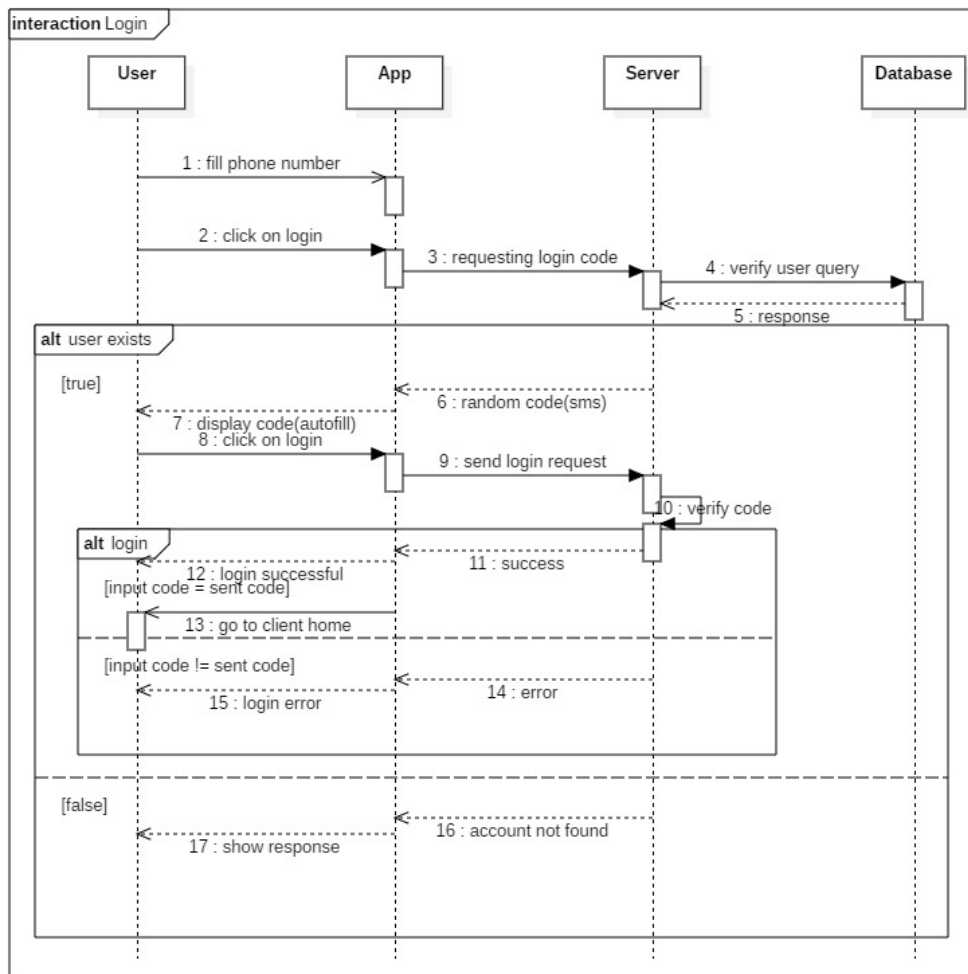 interaction Login
User
App
Server
Database
1 : fill phone number
2 : click on login
3 : requesting login code
4 : verify user query
5 : response
alt user exists
[true]
6 : random code(sms)
7 : display code(autofill)
8 : click on login
9 : send login request
10 : verify code
alt login
11 : success
12 : login successful
[input code = sent code]
13 : go to client home
[input code != sent code]
14 : error
15 : login error
[false]
16 : account not found
17 : show response